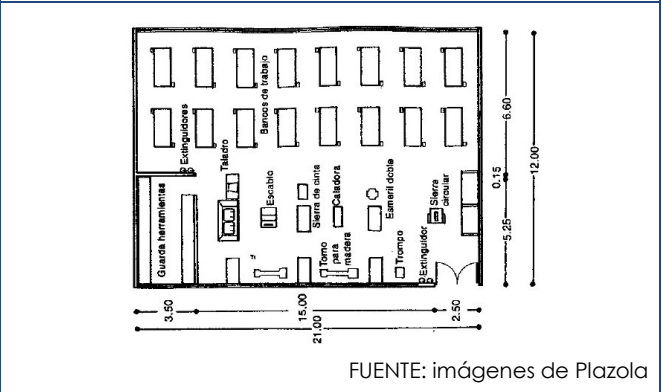 Bancos de trabajo
Extinguidores
Taladro
Guarda herramientas
Escablo
Sierra de cinta
Caladora
Esmeril doble
Sierra
circular
Torno
para
madera
Trompo
Extinguidor
6.60
0.15
12.00
5.25
3.50
15.00
2.50
21.00
FUENTE: imágenes de Plazola